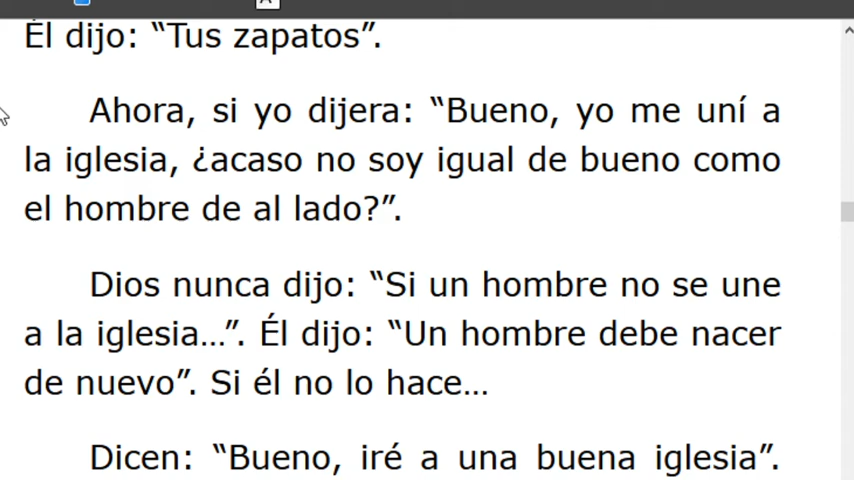 Él dijo: “Tus zapatos”.
Ahora, si yo dijera: “Bueno, yo me uní a
la iglesia, ¿acaso no soy igual de bueno como
el hombre de al lado?”.
Dios nunca dijo: “Si un hombre no se une
a la iglesia...”. Él dijo: “Un hombre debe nacer
de nuevo”. Si él no lo hace...
Dicen: “Bueno, iré a una buena iglesia”.